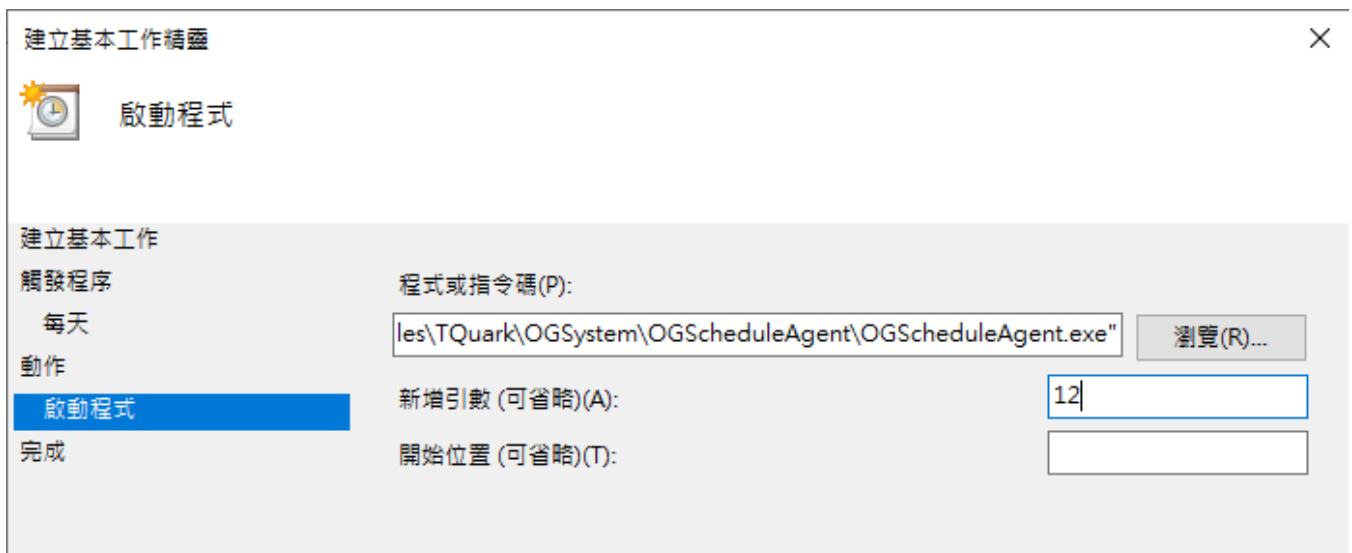 建立基本工作精靈
啟動程式
建立基本工作
觸發程序
每天
動作
啟動程式
完成
程式或指令碼(P):
les\TQuark\OGSystem\OGScheduleAgent\OGScheduleAgent.exe"
瀏覽(R)...
新增引數 (可省略)(A):
12
開始位置 (可省略)(T):